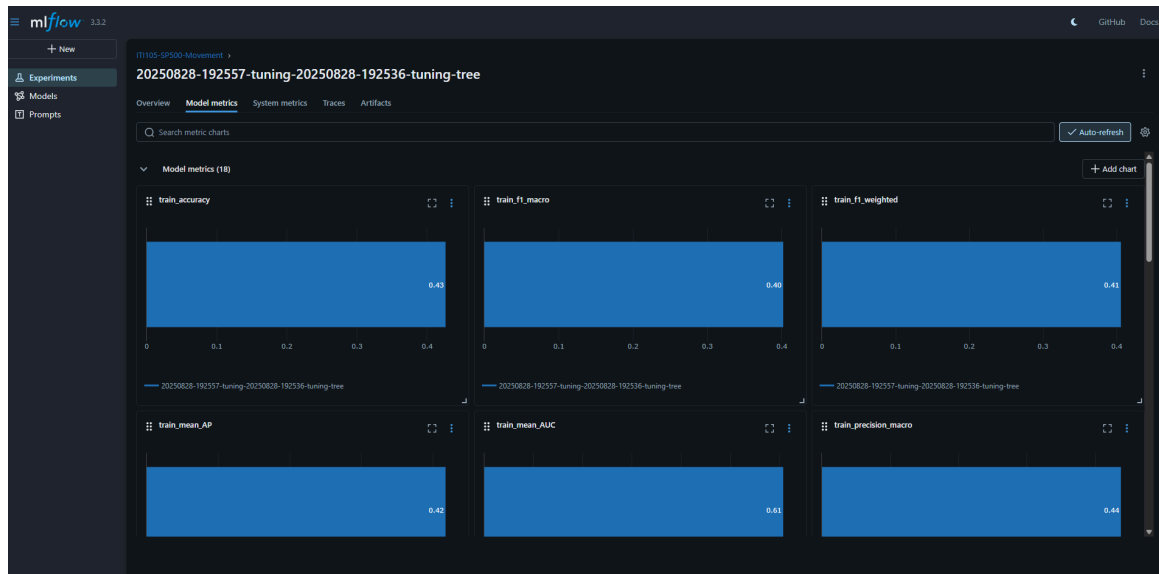 mlflow 3.3.2
GitHub Docs
+ New
Experiments
Models
Prompts
ITI105-SP500-Movement >
20250828-192557-tuning-20250828-192536-tuning-tree
Overview Model metrics System metrics Traces Artifacts
Search metric charts
Auto-refresh
Model metrics (18)
+ Add chart
train_accuracy
0.43
0 0.1 0.2 0.3 0.4
20250828-192557-tuning-20250828-192536-tuning-tree
train_f1_macro
0.40
0 0.1 0.2 0.3 0.4
20250828-192557-tuning-20250828-192536-tuning-tree
train_f1_weighted
0.41
0 0.1 0.2 0.3 0.4
20250828-192557-tuning-20250828-192536-tuning-tree
train_mean_AP
0.42
train_mean_AUC
0.61
train_precision_macro
0.44